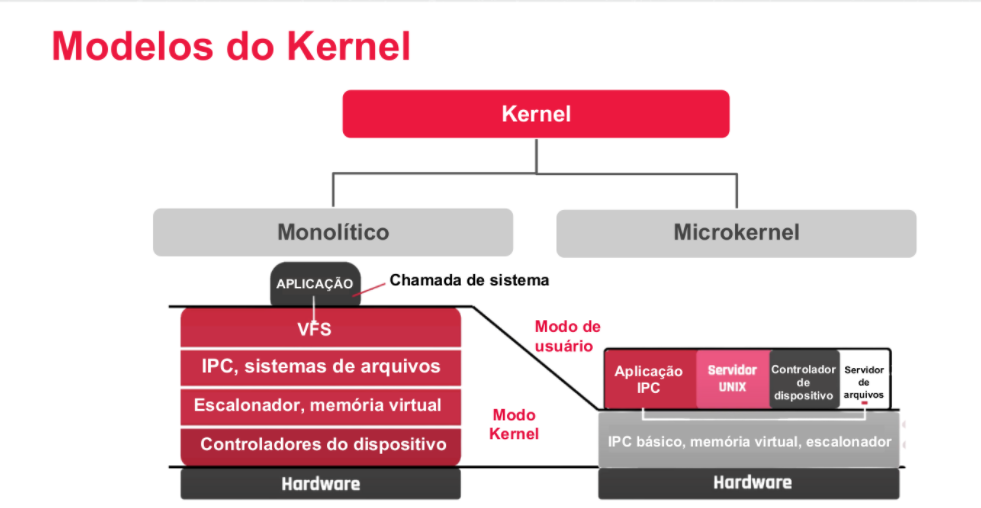 Modelos do Kernel
Kernel
Monolítico
Microkernel
APLICAÇÃO
Chamada de sistema
VFS
IPC, sistemas de arquivos
Escalonador, memória virtual
Controladores do dispositivo
Hardware
Modo de
usuário
Modo
Kernel
Aplicação
IPC
Servidor
UNIX
Controlador
de
dispositivo
Servidor
de
arquivos
IPC básico, memória virtual, escalonador
Hardware